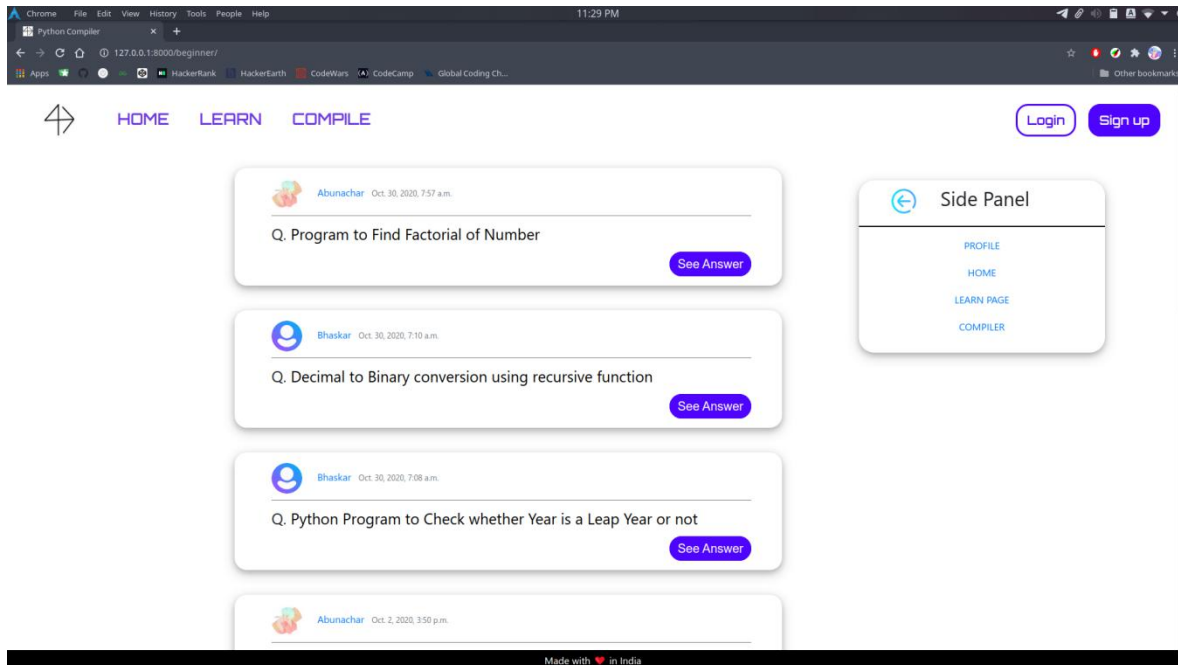 Chrome File Edit View History Tools People Help 11:29 PM
Python Compiler
127.0.0.1:8000/beginner/
Apps HackerRank HackerEarth CodeWars CodeCamp Global Coding Ch... Other bookmarks
HOME LEARN COMPILE Login Sign up
Abunachar Oct. 30, 2020, 7:57 a.m.
Q. Program to Find Factorial of Number
See Answer
Bhaskar Oct. 30, 2020, 7:10 a.m.
Q. Decimal to Binary conversion using recursive function
See Answer
Bhaskar Oct. 30, 2020, 7:08 a.m.
Q. Python Program to Check whether Year is a Leap Year or not
See Answer
Abunachar Oct. 2, 2020, 3:50 p.m.
Side Panel
PROFILE
HOME
LEARN PAGE
COMPILER
Made with ❤ in India